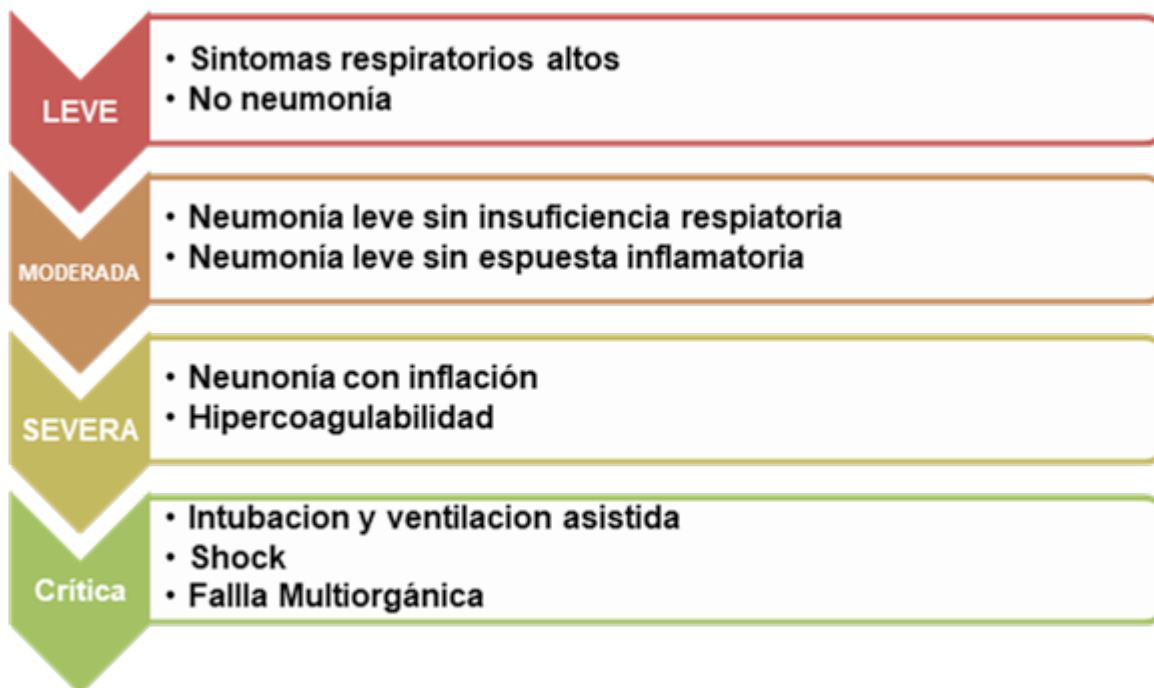 LEVE
• Sintomas respiratorios altos
• No neumonía
MODERADA
• Neumonía leve sin insuficiencia respiatoria
• Neumonía leve sin espuesta inflamatoria
SEVERA
• Neunonía con inflación
• Hipercoagulabilidad
Crítica
• Intubacion y ventilacion asistida
• Shock
• Fallla Multiorgánica